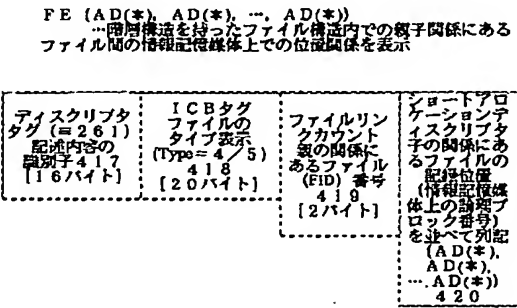 FE (AD(*), AD(*), …, AD(*))
…階層構造を持ったファイル構造内での親子関係にある
ファイル間の情報記憶媒体上での位置関係を表示
ディスクリプタ
タグ(=261)
記述内容の
識別子417
[16バイト]
ICBタグ
ファイルの
タイプ表示
(Type=4/5)
418
[20バイト]
ファイルリン
クカウント
親の関係に
あるファイル
(FID)番号
419
[2バイト]
ショートアロ
ケーションデ
ィスクリプタ
子の関係にあ
るファイルの
記録位置
(情報記憶媒
体上の論理ブ
ロック番号)
を並べて列記
(AD(*),
AD(*),
…,AD(*))
420